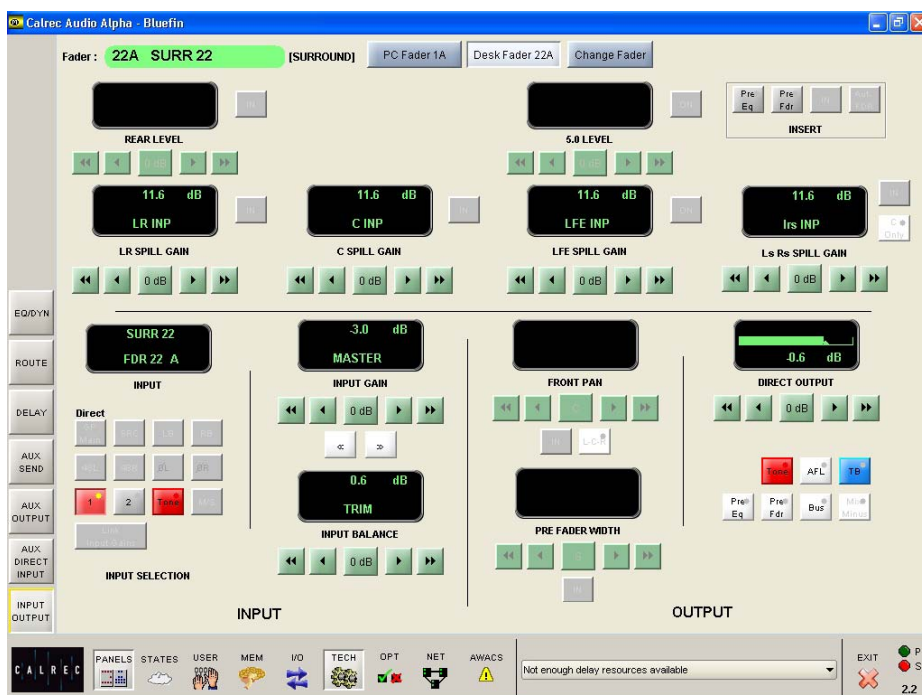 Calrec Audio Alpha - Bluefin
Fader : 22A SURR 22 [SURROUND] PC Fader 1A Desk Fader 22A Change Fader
IN
REAR LEVEL
0 dB
ON
5.0 LEVEL
0 dB
Pre Eq
Pre Fdr
IN
INSERT
11.6 dB
LR INP
IN
LR SPILL GAIN
0 dB
11.6 dB
C INP
IN
C SPILL GAIN
0 dB
11.6 dB
LFE INP
ON
LFE SPILL GAIN
0 dB
11.6 dB
lrs INP
IN
C Only
Ls Rs SPILL GAIN
0 dB
EQ/DYN
ROUTE
DELAY
AUX SEND
AUX OUTPUT
AUX DIRECT INPUT
INPUT OUTPUT
SURR 22
FDR 22 A
INPUT
Direct
1
2
Tone
INPUT SELECTION
-3.0 dB
MASTER
INPUT GAIN
0 dB
0.6 dB
TRIM
INPUT BALANCE
0 dB
INPUT
FRONT PAN
C
IN
L-C-R
PRE FADER WIDTH
S
IN
-0.6 dB
DIRECT OUTPUT
0 dB
Tone
AFL
TB
Pre Eq
Pre Fdr
Bus
Mix Minus
OUTPUT
CALREC
PANELS
STATES
USER
MEM
I/O
TECH
OPT
NET
AWACS
Not enough delay resources available
EXIT
P
S
2.2